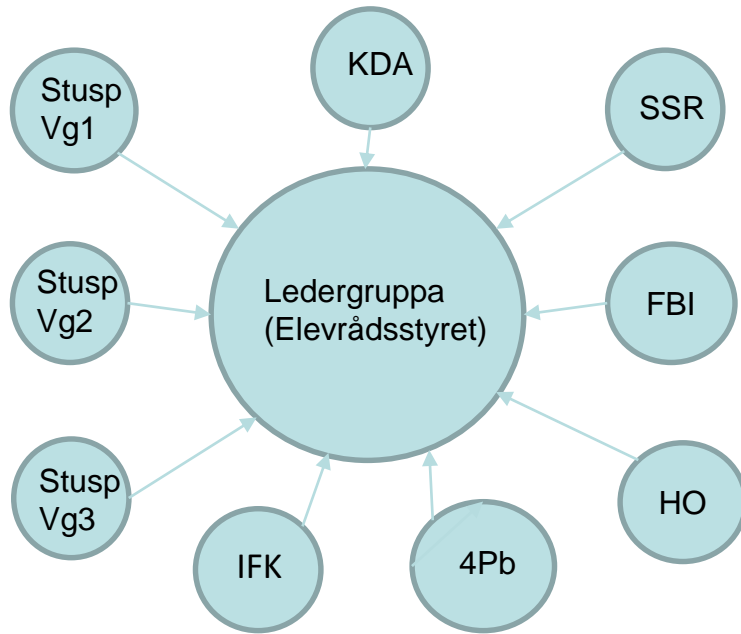 KDA
Stusp
Vg1
SSR
Stusp
Vg2
Ledergruppa
(Elevrådsstyret)
FBI
Stusp
Vg3
HO
IFK
4Pb